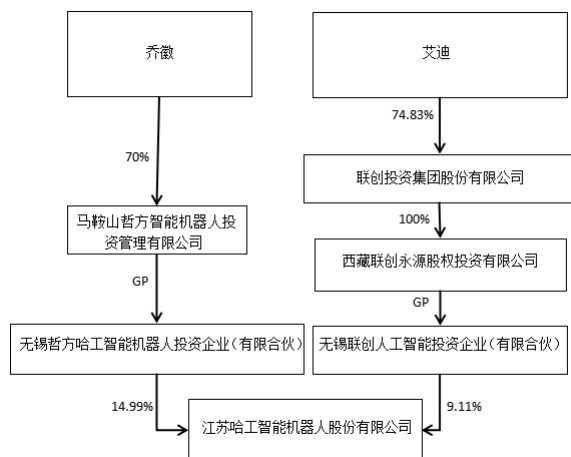 乔徽
艾迪
74.83%
70%
联创投资集团股份有限公司
100%
马鞍山哲方智能机器人投
资管理有限公司
西藏联创永源股权投资有限公司
GP
GP
无锡哲方哈工智能机器人投资企业(有限合伙)
无锡联创人工智能投资企业(有限合伙)
14.99%
9.11%
江苏哈工智能机器人股份有限公司